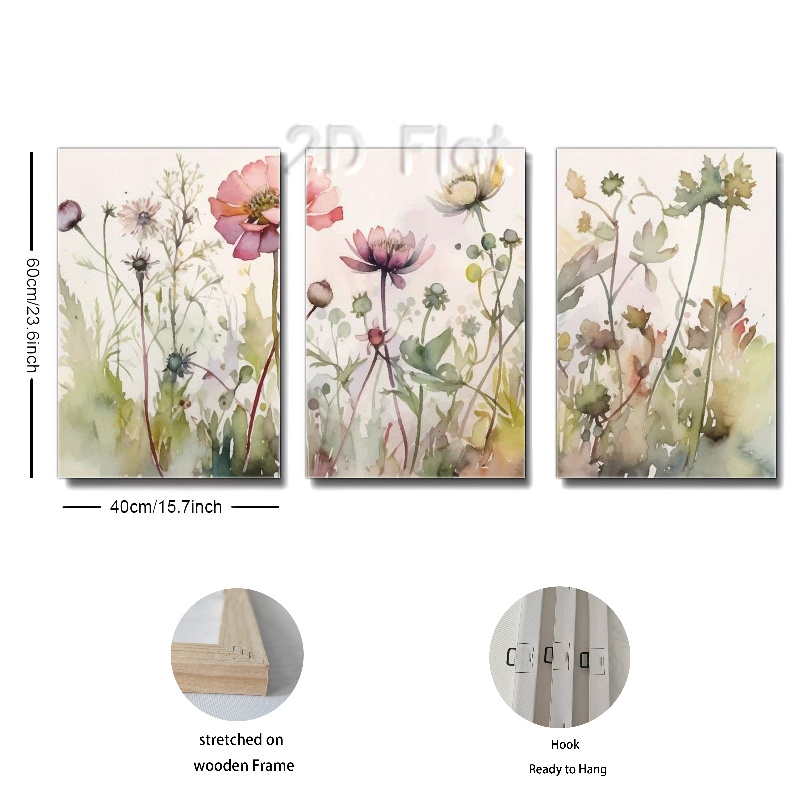 2D Flat
60cm/23.6inch
40cm/15.7inch
stretched on
wooden Frame
Hook
Ready to Hang